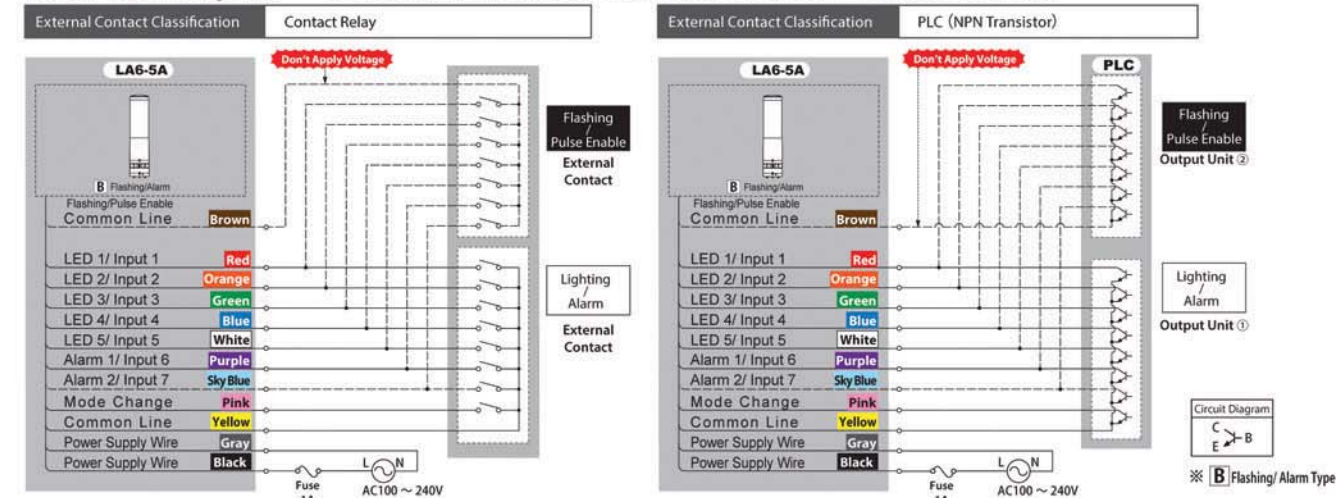 External Contact Classification Contact Relay
LA6-5A
Don't Apply Voltage
B Flashing/Alarm
Flashing/Pulse Enable
Common Line Brown
LED 1/ Input 1 Red
LED 2/ Input 2 Orange
LED 3/ Input 3 Green
LED 4/ Input 4 Blue
LED 5/ Input 5 White
Alarm 1/ Input 6 Purple
Alarm 2/ Input 7 Sky Blue
Mode Change Pink
Common Line Yellow
Power Supply Wire Gray
Power Supply Wire Black
Fuse
L N
AC100 ~ 240V
Flashing
/
Pulse Enable
External
Contact
Lighting
/
Alarm
External
Contact
External Contact Classification PLC (NPN Transistor)
LA6-5A
Don't Apply Voltage
PLC
B Flashing/Alarm
Flashing/Pulse Enable
Common Line Brown
LED 1/ Input 1 Red
LED 2/ Input 2 Orange
LED 3/ Input 3 Green
LED 4/ Input 4 Blue
LED 5/ Input 5 White
Alarm 1/ Input 6 Purple
Alarm 2/ Input 7 Sky Blue
Mode Change Pink
Common Line Yellow
Power Supply Wire Gray
Power Supply Wire Black
Fuse
L N
AC100 ~ 240V
Flashing
/
Pulse Enable
Output Unit ②
Lighting
/
Alarm
Output Unit ①
Circuit Diagram
C
B
E
※ B Flashing/ Alarm Type